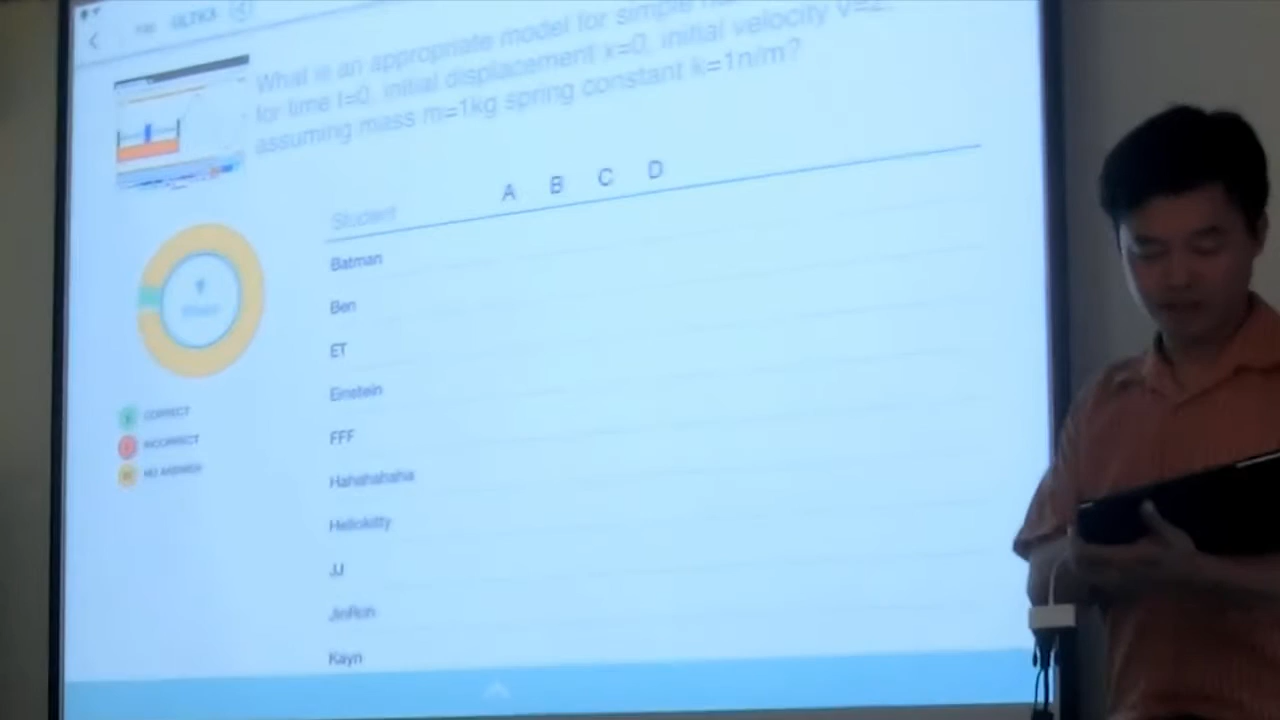 What is an appropriate model for simple
for time t=0, initial displacement x=0, initial velocity v=2,
assuming mass m=1kg spring constant k=1n/m?
A B C D
Student
Batman
Ben
ET
Einstein
FFF
Hahahahaha
Hellokitty
JJ
JinRon
Kayn
CORRECT
INCORRECT
NO ANSWER